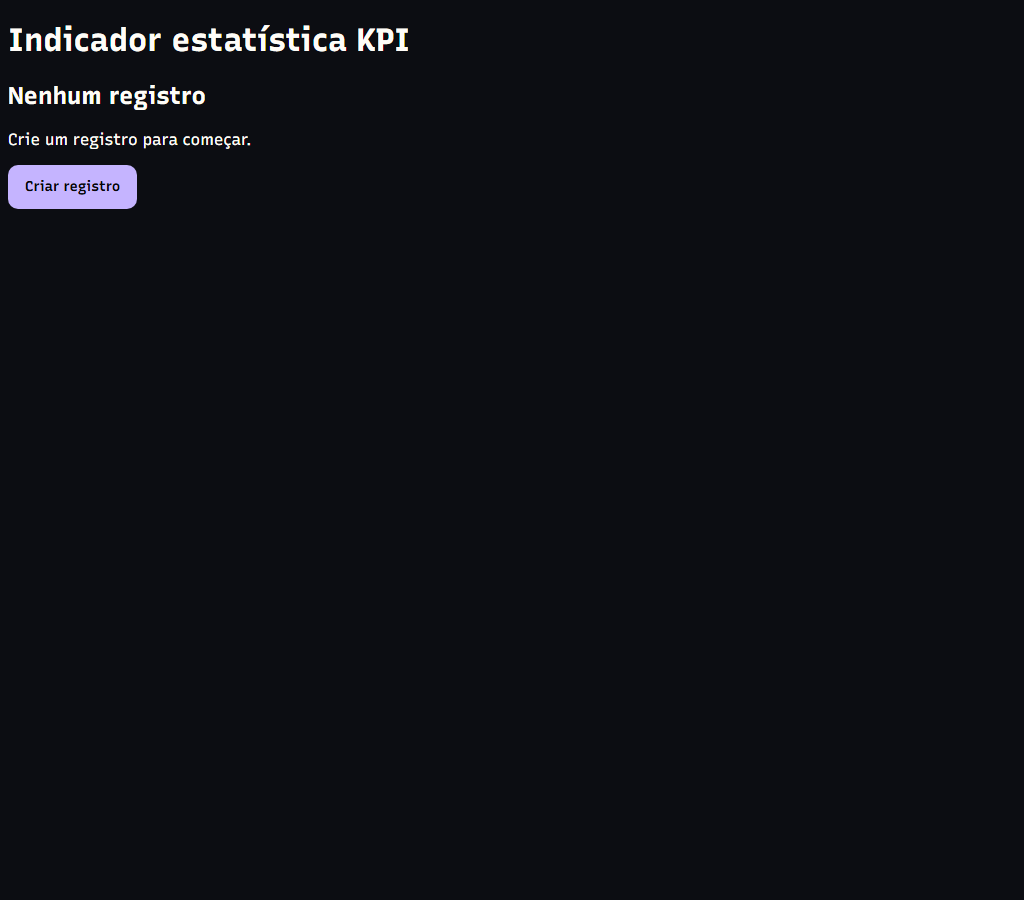 Indicador estatística KPI
Nenhum registro
Crie um registro para começar.
Criar registro